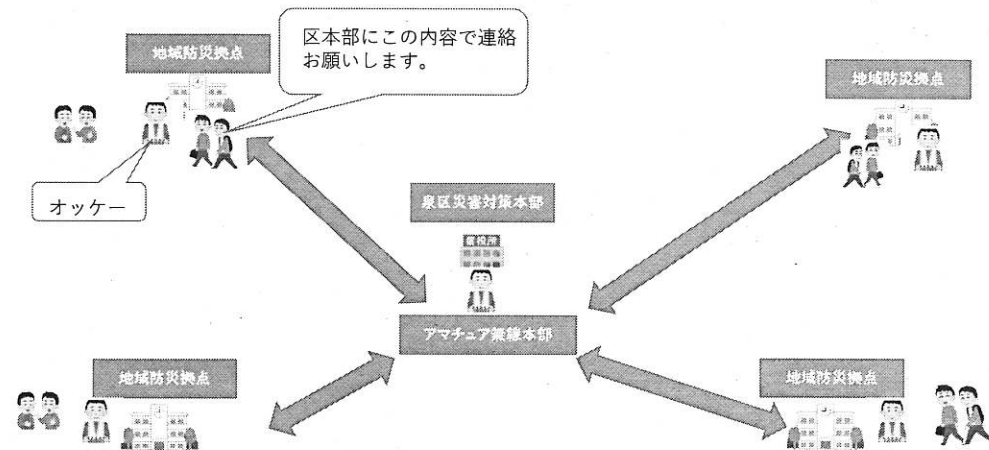 区本部にこの内容で連絡
お願いします。
地域防災拠点
地域防災拠点
オッケー
泉区災害対策本部
アマチュア無線本部
地域防災拠点
地域防災拠点